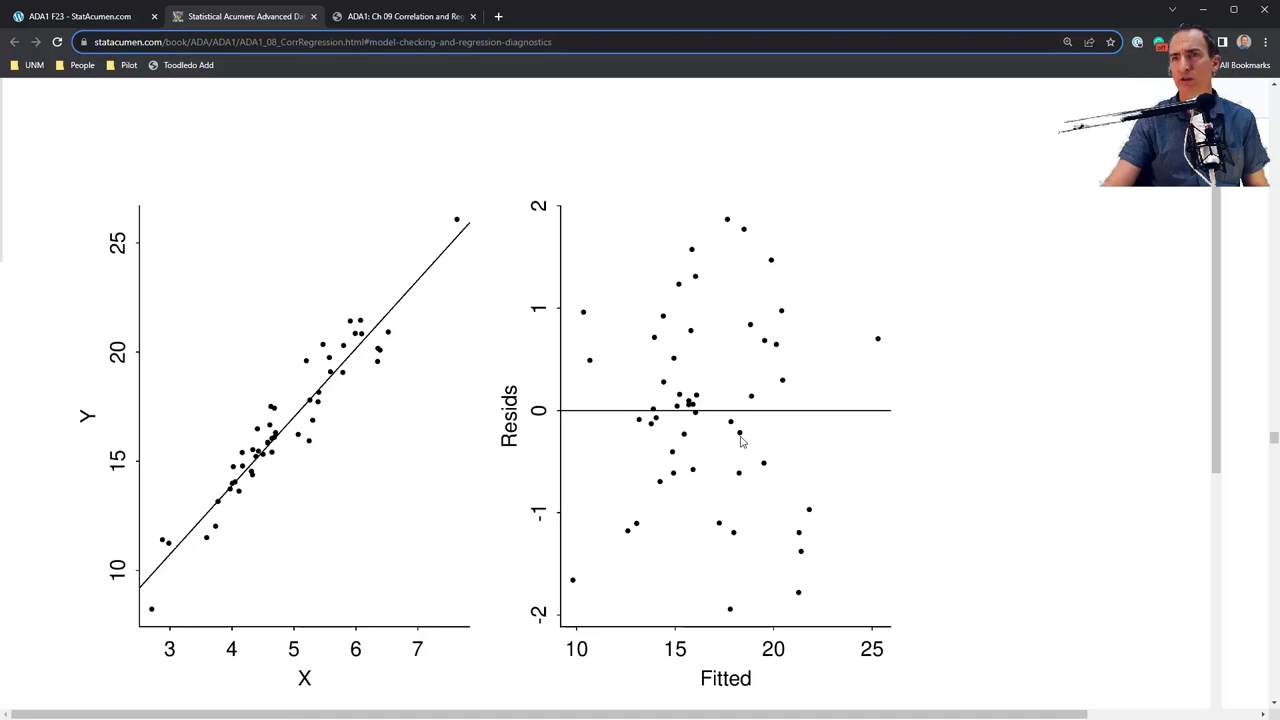 ADA1 F23 - StatAcumen.com
Statistical Acumen: Advanced Da
ADA1: Ch 09 Correlation and Reg
statacumen.com/book/ADA/ADA1/ADA1_08_CorrRegression.html#model-checking-and-regression-diagnostics
UNM
People
Pilot
Toodledo Add
All Bookmarks
Y
25
20
15
10
3 4 5 6 7
X
Resids
2
1
0
-1
-2
10 15 20 25
Fitted